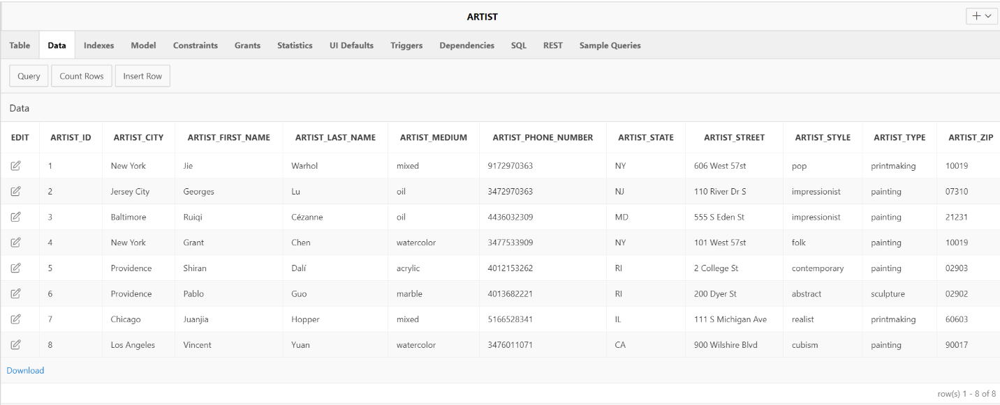 ARTIST
Table Data Indexes Model Constraints Grants Statistics UI Defaults Triggers Dependencies SQL REST Sample Queries
Query Count Rows Insert Row
Data
EDIT ARTIST_ID ARTIST_CITY ARTIST_FIRST_NAME ARTIST_LAST_NAME ARTIST_MEDIUM ARTIST_PHONE_NUMBER ARTIST_STATE ARTIST_STREET ARTIST_STYLE ARTIST_TYPE ARTIST_ZIP
1 New York Jie Warhol mixed 9172970363 NY 606 West 57st pop printmaking 10019
2 Jersey City Georges Lu oil 3472970363 NJ 110 River Dr S impressionist painting 07310
3 Baltimore Ruiqi Cézanne oil 4436032309 MD 555 S Eden St impressionist painting 21231
4 New York Grant Chen watercolor 3477533909 NY 101 West 57st folk painting 10019
5 Providence Shiran Dalí acrylic 4012153262 RI 2 College St contemporary painting 02903
6 Providence Pablo Guo marble 4013682221 RI 200 Dyer St abstract sculpture 02902
7 Chicago Juanjia Hopper mixed 5166528341 IL 111 S Michigan Ave realist printmaking 60603
8 Los Angeles Vincent Yuan watercolor 3476011071 CA 900 Wilshire Blvd cubism painting 90017
Download
row(s) 1 - 8 of 8